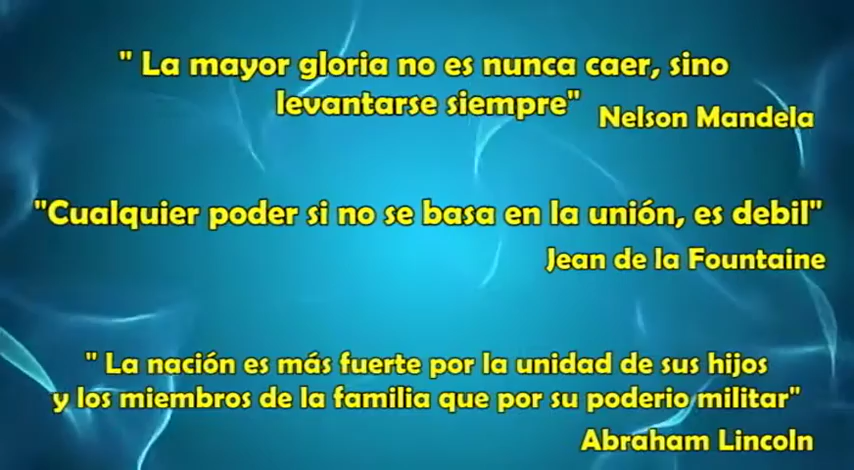 " La mayor gloria no es nunca caer, sino
levantarse siempre"
Nelson Mandela
"Cualquier poder si no se basa en la unión, es debil"
Jean de la Fountaine
" La nación es más fuerte por la unidad de sus hijos
y los miembros de la familia que por su poderio militar"
Abraham Lincoln